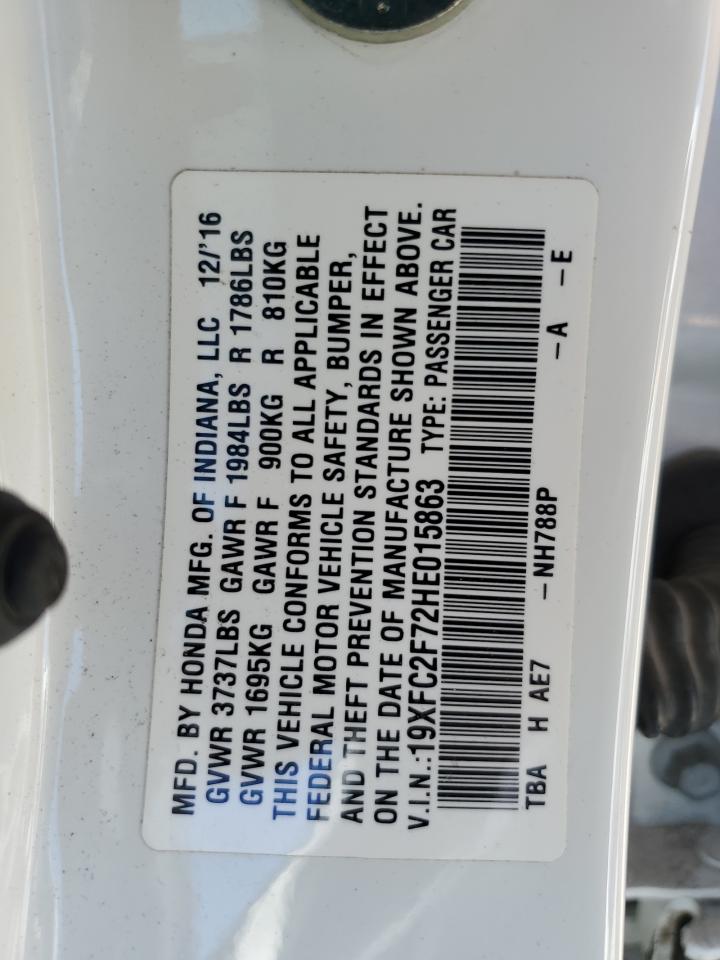 MFD. BY HONDA MFG. OF INDIANA, LLC 12/'16
GVWR 3737LBS GAWR F 1984LBS R 1786LBS
GVWR 1695KG GAWR F 900KG R 810KG
THIS VEHICLE CONFORMS TO ALL APPLICABLE
FEDERAL MOTOR VEHICLE SAFETY, BUMPER,
AND THEFT PREVENTION STANDARDS IN EFFECT
ON THE DATE OF MANUFACTURE SHOWN ABOVE.
V.I.N.:19XFC2F72HE015863 TYPE: PASSENGER CAR
TBA H AE7 -NH788P -A -E